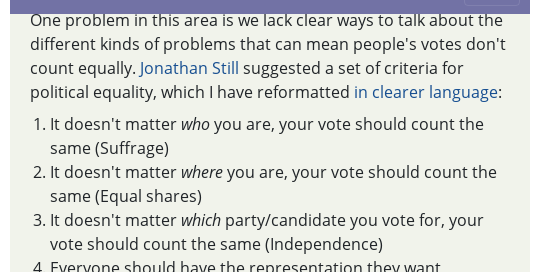 One problem in this area is we lack clear ways to talk about the
different kinds of problems that can mean people's votes don't
count equally. Jonathan Still suggested a set of criteria for
political equality, which I have reformatted in clearer language:
1. It doesn't matter who you are, your vote should count the
same (Suffrage)
2. It doesn't matter where you are, your vote should count the
same (Equal shares)
3. It doesn't matter which party/candidate you vote for, your
vote should count the same (Independence)
4. Everyone should have the representation they want